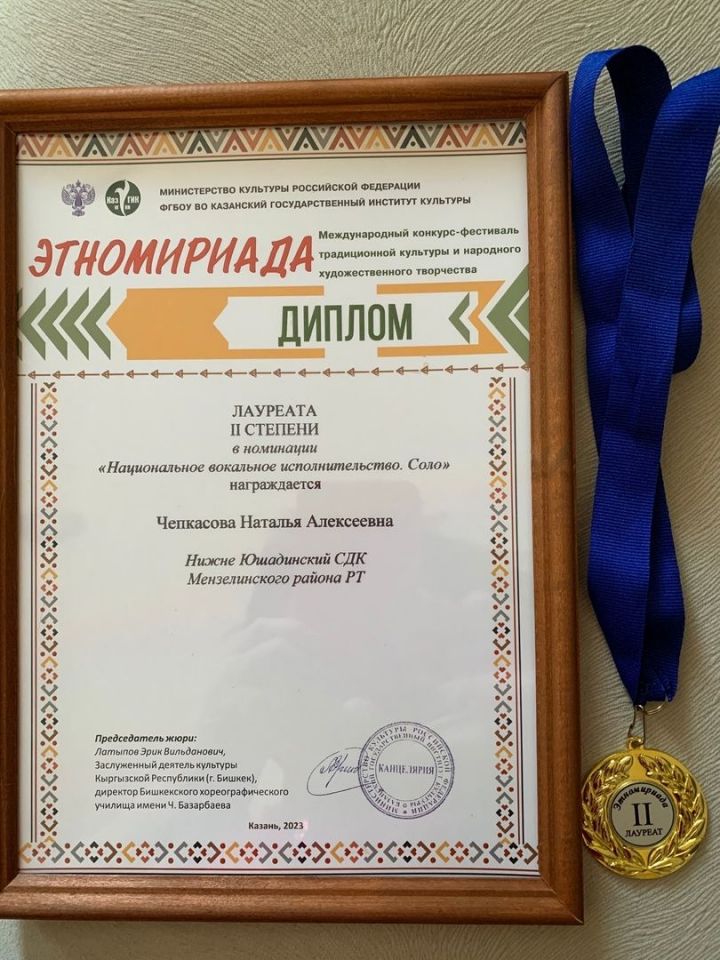 МИНИСТЕРСТВО КУЛЬТУРЫ РОССИЙСКОЙ ФЕДЕРАЦИИ
ФГБОУ ВО КАЗАНСКИЙ ГОСУДАРСТВЕННЫЙ ИНСТИТУТ КУЛЬТУРЫ
Каз ГИК
ЭТНОМИРИАДА
Международный конкурс-фестиваль
традиционной культуры и народного
художественного творчества
ДИПЛОМ
ЛАУРЕАТА
II СТЕПЕНИ
в номинации
«Национальное вокальное исполнительство. Соло»
награждается
Чепкасова Наталья Алексеевна
Нижне Юшадинский СДК
Мензелинского района РТ
Председатель жюри:
Латыпов Эрик Вильданович,
Заслуженный деятель культуры
Кыргызской Республики (г. Бишкек),
директор Бишкекского хореографического
училища имени Ч. Базарбаева
КАНЦЕЛЯРИЯ
Казань, 2023
Этномириада
II
ЛАУРЕАТ